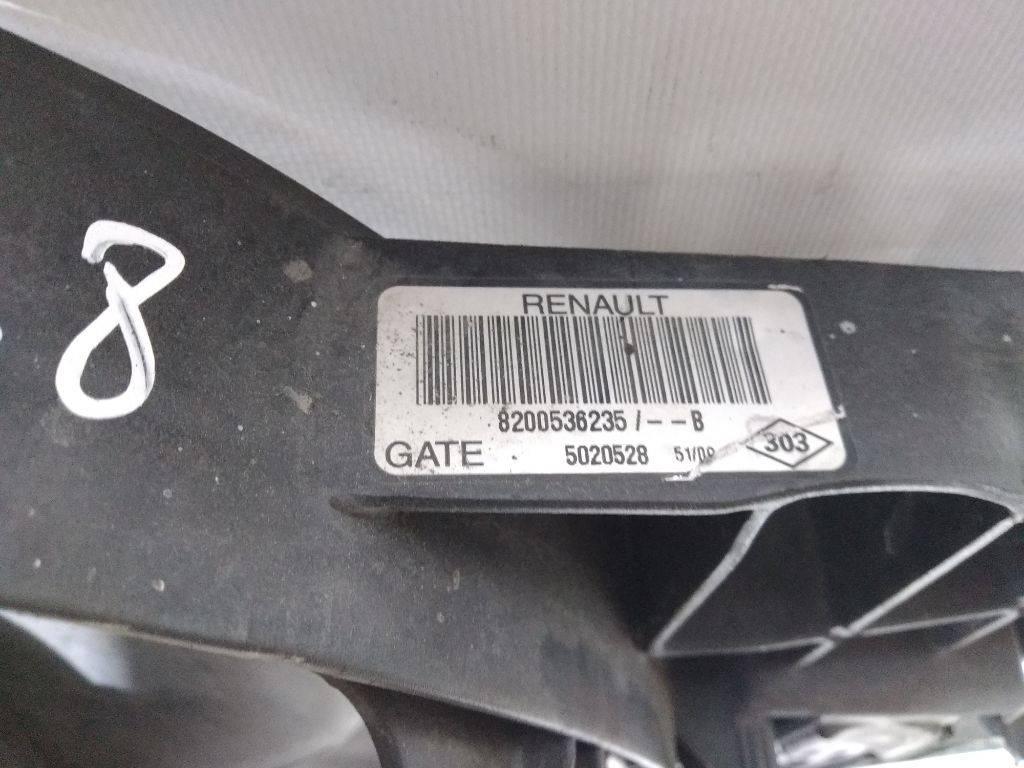 8
RENAULT
8200536235/--B
GATE 5020528 303